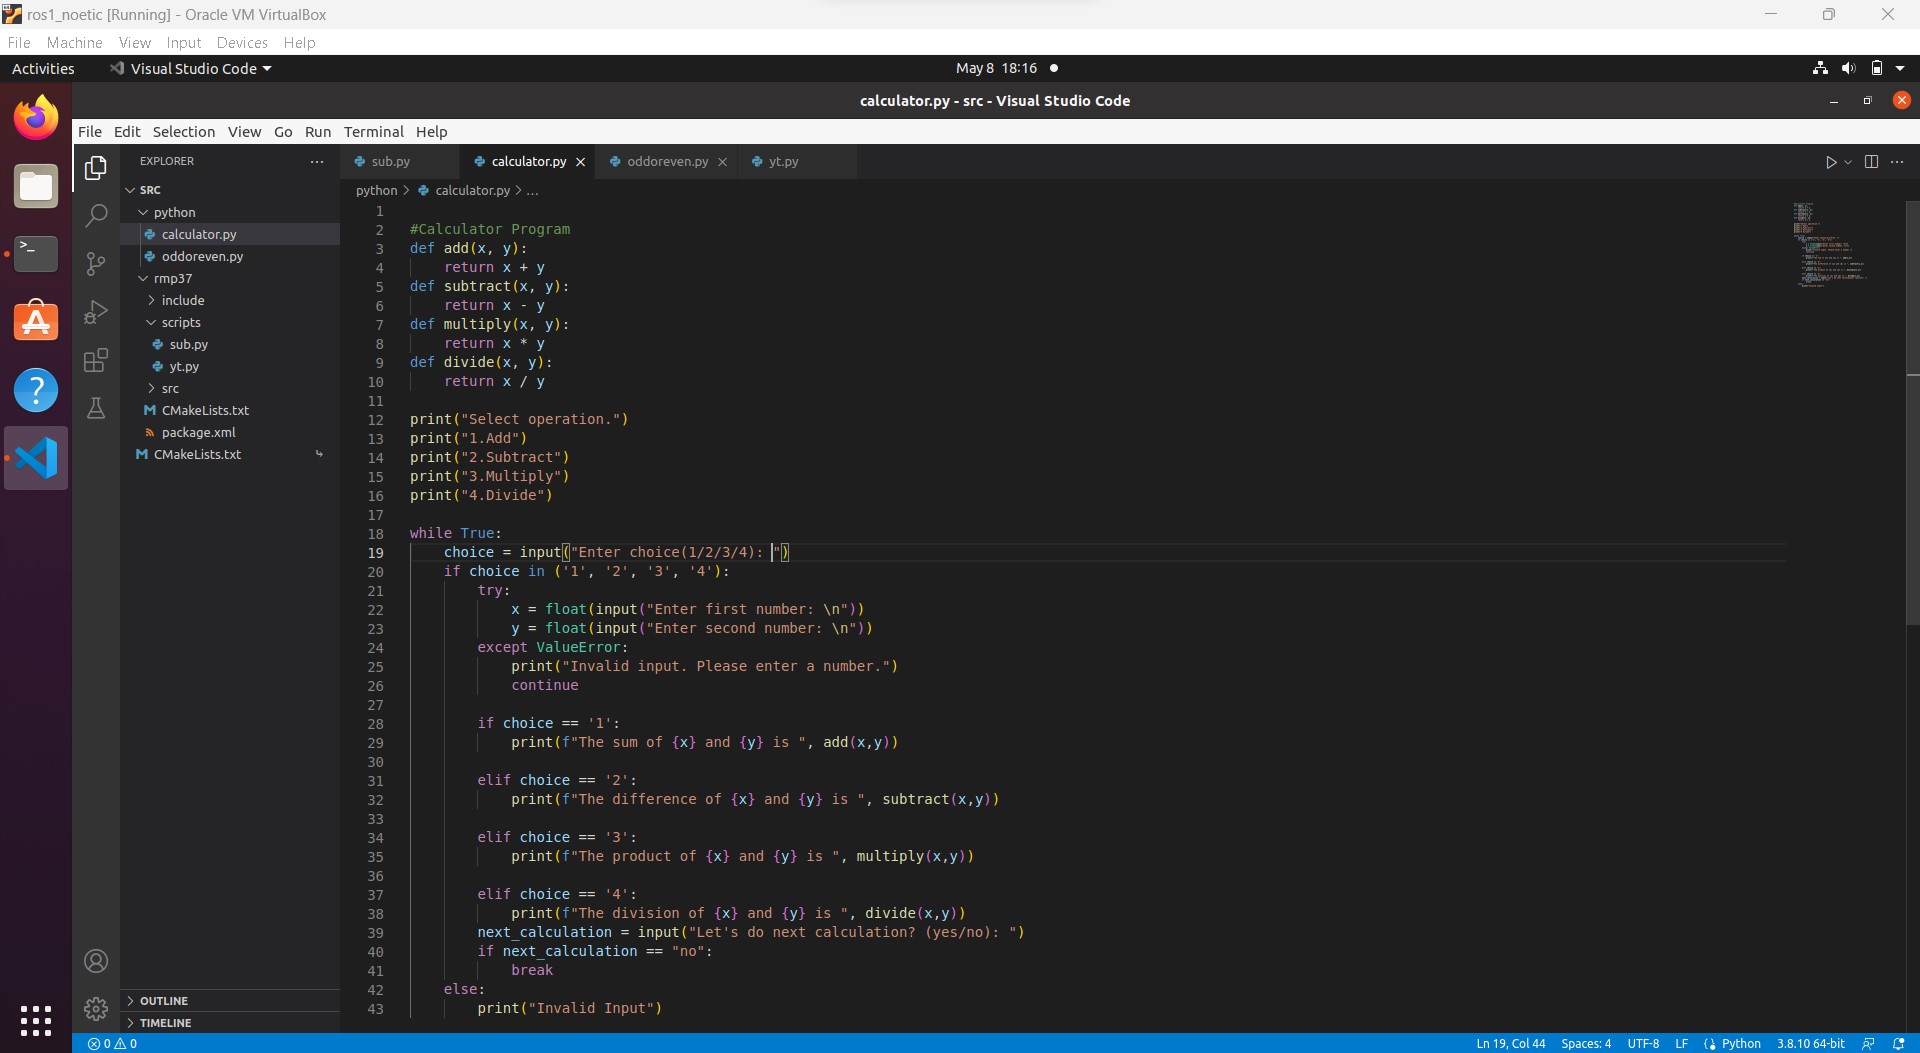 ros1_noetic [Running] - Oracle VM VirtualBox
File Machine View Input Devices Help
Activities Visual Studio Code May 8 18:16
calculator.py - src - Visual Studio Code
File Edit Selection View Go Run Terminal Help
EXPLORER
SRC
python
calculator.py
oddoreven.py
rmp37
include
scripts
sub.py
yt.py
src
CMakeLists.txt
package.xml
CMakeLists.txt
OUTLINE
TIMELINE
sub.py calculator.py oddoreven.py yt.py
python > calculator.py > ...
1
2 #Calculator Program
3 def add(x, y):
4     return x + y
5 def subtract(x, y):
6     return x - y
7 def multiply(x, y):
8     return x * y
9 def divide(x, y):
10     return x / y
11
12 print("Select operation.")
13 print("1.Add")
14 print("2.Subtract")
15 print("3.Multiply")
16 print("4.Divide")
17
18 while True:
19     choice = input("Enter choice(1/2/3/4): ")
20     if choice in ('1', '2', '3', '4'):
21         try:
22             x = float(input("Enter first number: \n"))
23             y = float(input("Enter second number: \n"))
24         except ValueError:
25             print("Invalid input. Please enter a number.")
26             continue
27
28         if choice == '1':
29             print(f"The sum of {x} and {y} is ", add(x,y))
30
31         elif choice == '2':
32             print(f"The difference of {x} and {y} is ", subtract(x,y))
33
34         elif choice == '3':
35             print(f"The product of {x} and {y} is ", multiply(x,y))
36
37         elif choice == '4':
38             print(f"The division of {x} and {y} is ", divide(x,y))
39         next_calculation = input("Let's do next calculation? (yes/no): ")
40         if next_calculation == "no":
41             break
42     else:
43         print("Invalid Input")
0 0 Ln 19, Col 44 Spaces: 4 UTF-8 LF Python 3.8.10 64-bit